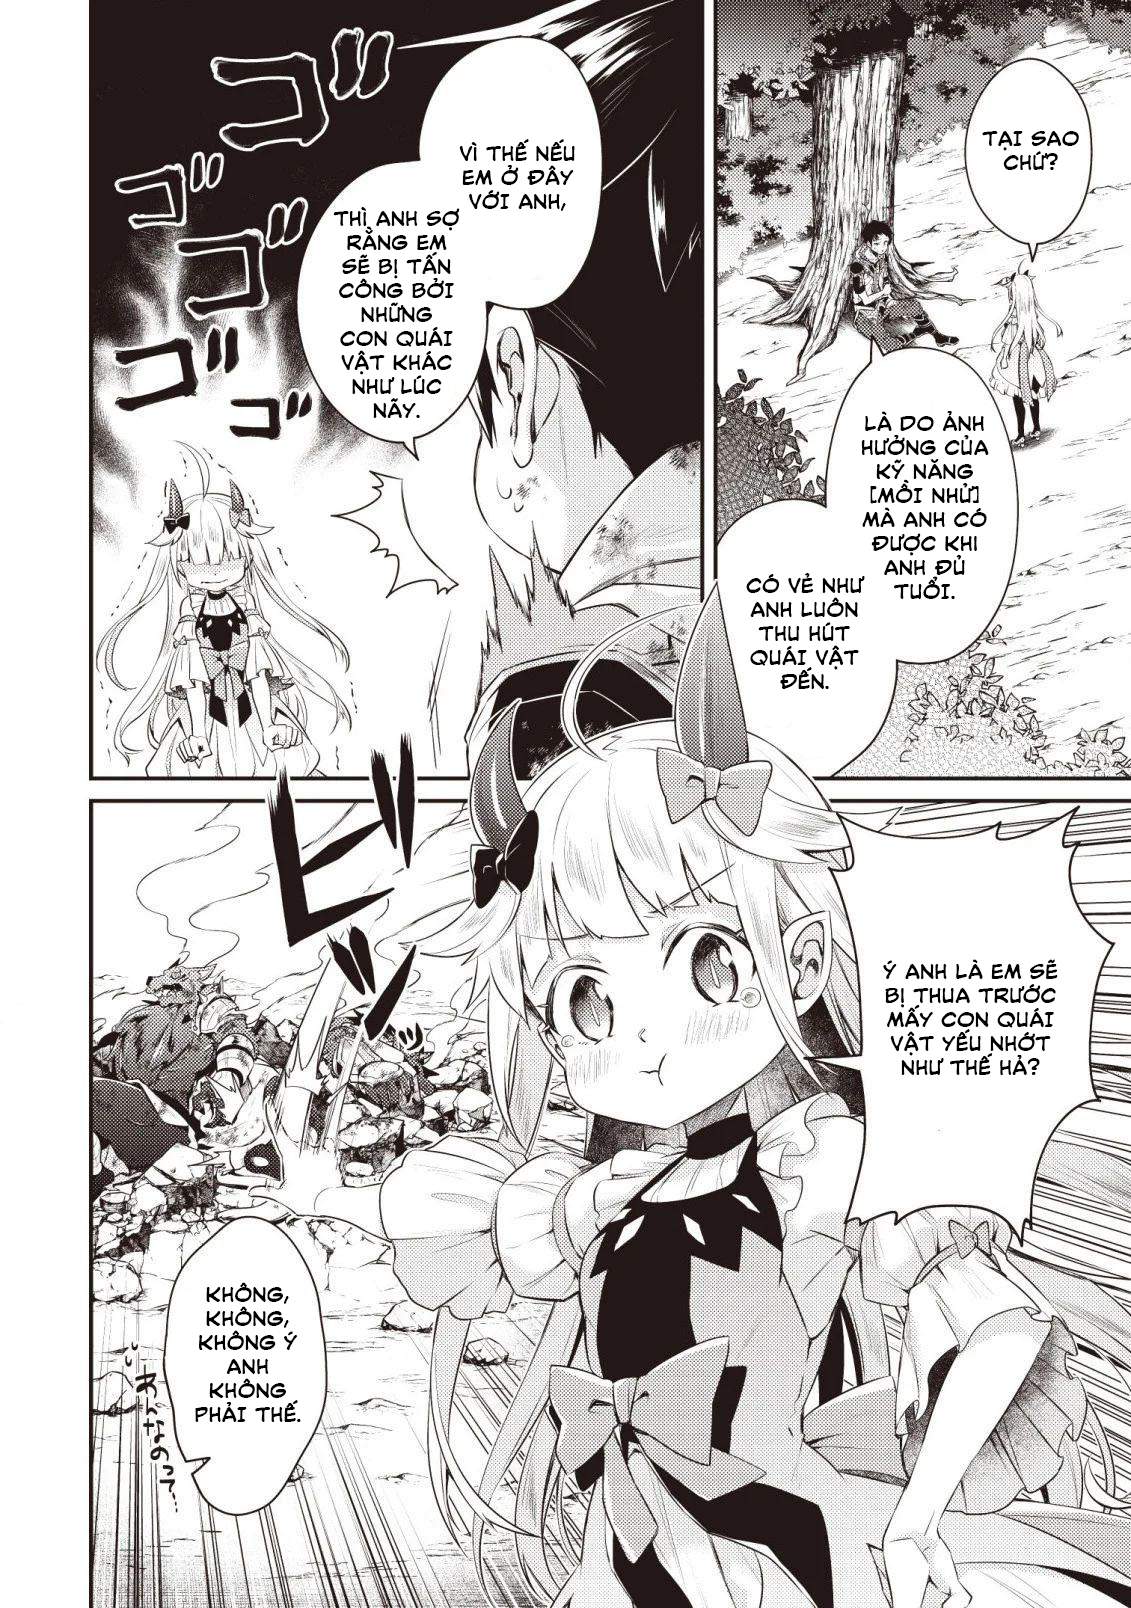 TẠI SAO
CHỨ?
LÀ DO ẢNH
HƯỞNG CỦA
KỸ NĂNG
[MỒI NHỬ]
MÀ ANH CÓ
ĐƯỢC KHI
ANH ĐỦ
TUỔI.
CÓ VẺ NHƯ
ANH LUÔN
THU HÚT
QUÁI VẬT
ĐẾN.
VÌ THẾ NẾU
EM Ở ĐÂY
VỚI ANH,
THÌ ANH SỢ
RẰNG EM
SẼ BỊ TẤN
CÔNG BỞI
NHỮNG
CON QUÁI
VẬT KHÁC
NHƯ LÚC
NÃY.
ゴゴ
ゴゴ
ゴゴ
Ý ANH LÀ EM SẼ
BỊ THUA TRƯỚC
MẤY CON QUÁI
VẬT YẾU NHỚT
NHƯ THẾ HẢ?
ビシッ
KHÔNG,
KHÔNG,
KHÔNG Ý
ANH
KHÔNG
PHẢI THẾ.